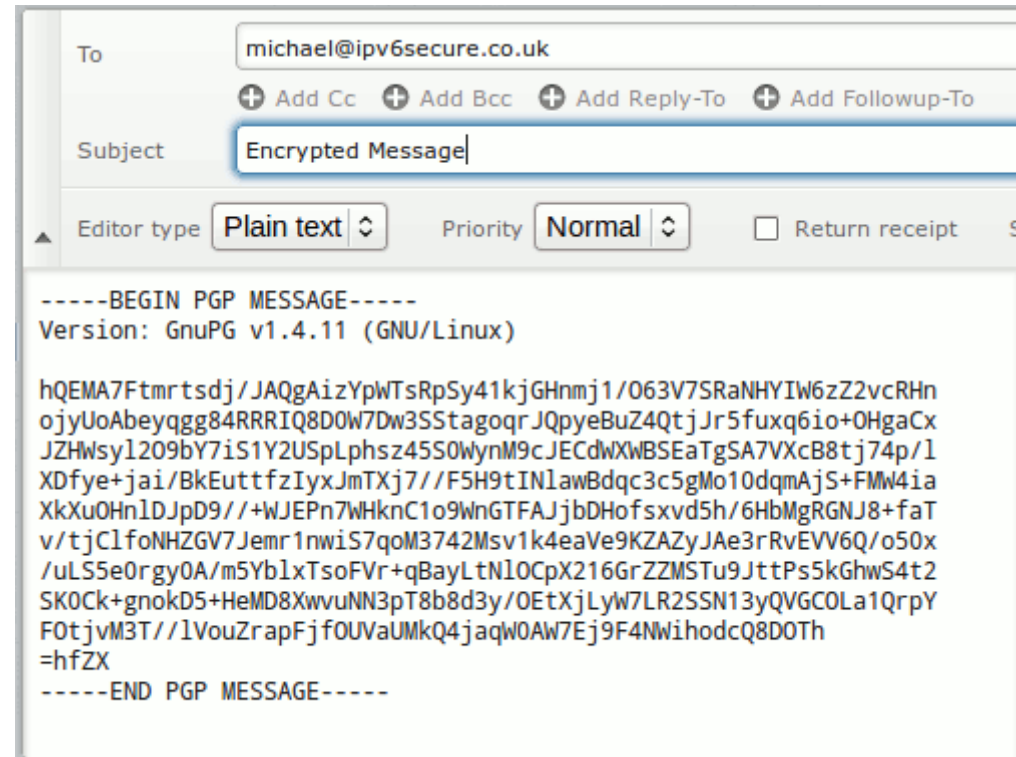 To michael@ipv6secure.co.uk
Add Cc Add Bcc Add Reply-To Add Followup-To
Subject Encrypted Message
Editor type Plain text Priority Normal Return receipt
-----BEGIN PGP MESSAGE-----
Version: GnuPG v1.4.11 (GNU/Linux)
hQEMA7Ftmrtsdj/JAQgAizYpWTsRpSy41kjGHnmj1/O63V7SRaNHYIW6zZ2vcRHn
ojyUoAbeyqgg84RRRIQ8D0W7Dw3SStagoqrJQpyeBuZ4QtjJr5fuxq6io+OHgaCx
JZHWsyl2O9bY7iS1Y2USpLphsz45SOWynM9cJECdWXWBSEaTgSA7VXcB8tj74p/l
XDfye+jai/BkEuttfzIyxJmTXj7//F5H9tINlawBdqc3c5gMo10dqmAjS+FMW4ia
XkXuOHnlDJpD9//+WJEPn7WHknC1o9WnGTFAJjbDHofsxvd5h/6HbMgRGNJ8+faT
v/tjClfoNHZGV7Jemr1nwiS7qoM3742Msv1k4eaVe9KZAZyJAe3rRvEVV6Q/o50x
/uLS5eOrgy0A/m5YblxTsoFVr+qBayLtNlOCpX216GrZZMSTu9JttPs5kGhwS4t2
SK0Ck+gnokD5+HeMD8XwvuNN3pT8b8d3y/OEtXjLyW7LR2SSN13yQVGCOLa1QrpY
FOtjvM3T//lVouZrapFjfOUVaUMkQ4jaqW0AW7Ej9F4NWihodcQ8DOTh
=hfZX
-----END PGP MESSAGE-----